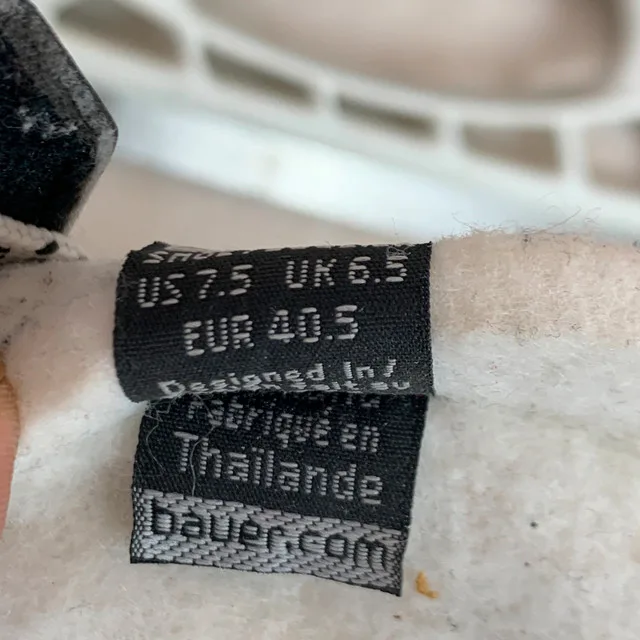 US 7.5 UK 6.5
EUR 40.5
Designed In/
Fabriqué en
Thaïlande
bauer.com